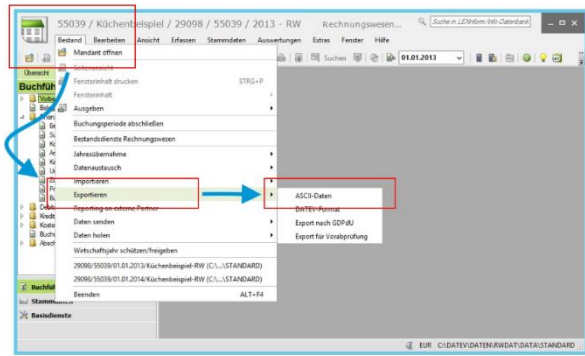 55039 / Küchenbeispiel / 29098 / 55039 / 2013 - RW Rechnungswesen... Suche in LEXinform/Info-Datenbank
Bestand Bearbeiten Ansicht Erfassen Stammdaten Auswertungen Extras Fenster Hilfe
Mandant öffnen
Suchen 01.01.2013
Übersicht
Seitenansicht
Buchfüh
Fensterinhalt drucken STRG+P
Fensterinhalt
Ausgeben
Buchungsperiode abschließen
Bestandsdienste Rechnungswesen
Jahresübernahme
Datenaustausch
Importieren
Exportieren
ASCII-Daten
Reporting an externe Partner
DATEV-Format
Daten senden
Export nach GDPdU
Daten holen
Export für Vorabprüfung
Wirtschaftsjahr schützen/freigeben
29098/55039/01.01.2013/Küchenbeispiel-RW (C:\...\STANDARD)
29098/55039/01.01.2014/Küchenbeispiel-RW (C:\...\STANDARD)
Beenden ALT+F4
Buchfüh
Basisdienste
EUR C:\DATEV\DATEN\RWDAT\DATA\STANDARD